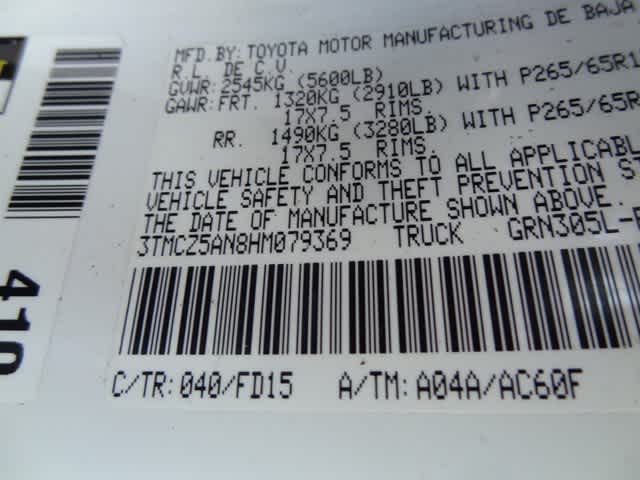 MFD.BY: TOYOTA MOTOR MANUFACTURING DE BAJA
R.L. DE C.V.
GVWR: 2545KG (5600LB)
GAWR: FRT. 1320KG (2910LB) WITH P265/65R1
17X7.5 RIMS.
RR. 1490KG (3280LB) WITH P265/65R
17X7.5 RIMS.
THIS VEHICLE CONFORMS TO ALL APPLICABL
VEHICLE SAFETY AND THEFT PREVENTION S
THE DATE OF MANUFACTURE SHOWN ABOVE.
3TMCZ5AN8HM079369 TRUCK GRN305L-
C/TR: 040/FD15 A/TM: A04A/AC60F